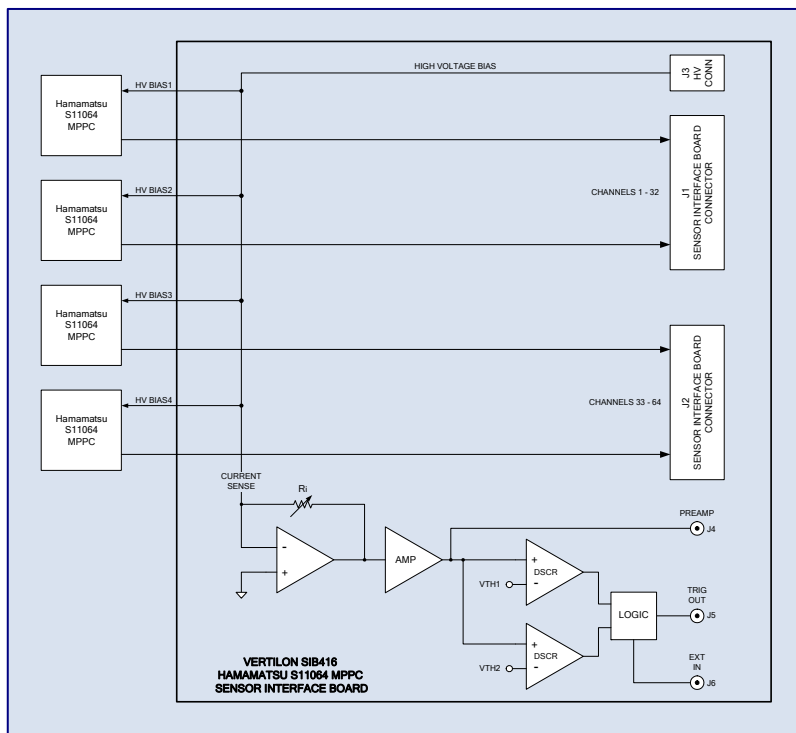 HIGH VOLTAGE BIAS
J3
HV
CONN
HV BIAS1
Hamamatsu
S11064
MPPC
J1
SENSOR INTERFACE BOARD
CONNECTOR
CHANNELS 1 - 32
HV BIAS2
Hamamatsu
S11064
MPPC
HV BIAS3
Hamamatsu
S11064
MPPC
J2
SENSOR INTERFACE BOARD
CONNECTOR
CHANNELS 33 - 64
HV BIAS4
Hamamatsu
S11064
MPPC
CURRENT
SENSE
Ri
-
+
AMP
PREAMP
J4
+
DSCR
-
VTH1
LOGIC
TRIG
OUT
J5
+
DSCR
-
VTH2
EXT
IN
J6
VERTILON SIB416
HAMAMATSU S11064 MPPC
SENSOR INTERFACE BOARD